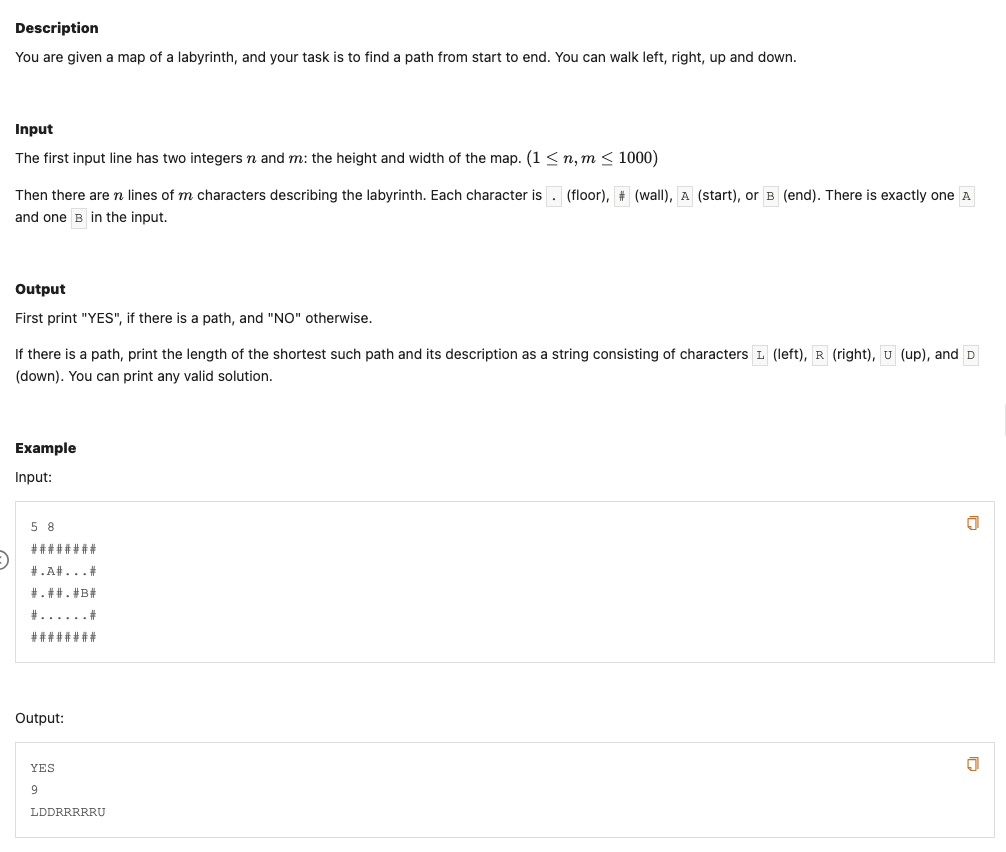 Description
You are given a map of a labyrinth, and your task is to find a path from start to end. You can walk left, right, up and down.
Input
The first input line has two integers n and m: the height and width of the map. (1 ≤ n, m ≤ 1000)
Then there are n lines of m characters describing the labyrinth. Each character is . (floor), # (wall), A (start), or B (end). There is exactly one A
and one B in the input.
Output
First print "YES", if there is a path, and "NO" otherwise.
If there is a path, print the length of the shortest such path and its description as a string consisting of characters L (left), R (right), U (up), and D
(down). You can print any valid solution.
Example
Input:
5 8
########
#.A#...#
#.##.#B#
#......#
########
Output:
YES
9
LDDRRRRRU